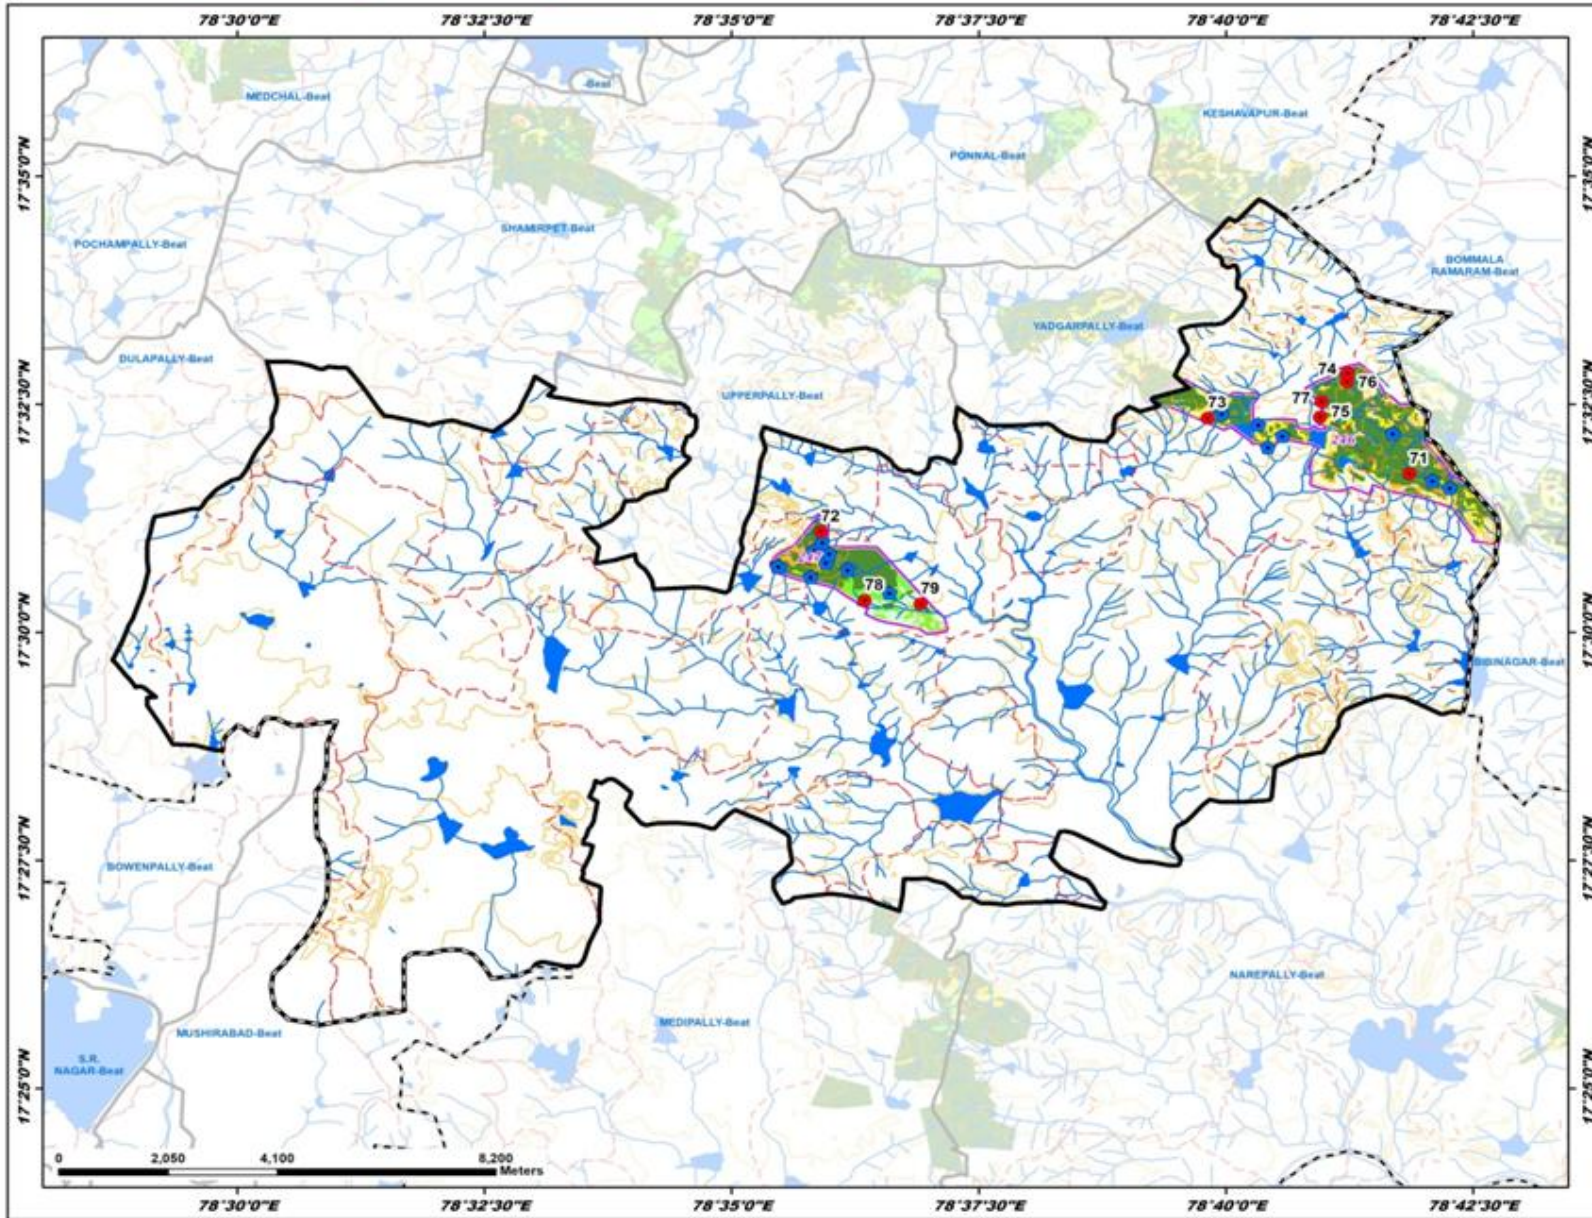 78°30'0"E 78°32'30"E 78°35'0"E 78°37'30"E 78°40'0"E 78°42'30"E
MEDCHAL-Beat
-Beat
KESHAVAPUR-Beat
PONNAL-Beat
17°35'0"N 17°35'0"N
SHAMIRPET-Beat
POCHAMPALLY-Beat
BOMMALA
RAMARAM-Beat
YADGARPALLY-Beat
DULAPALLY-Beat
74
76
UPPERPALLY-Beat
77
73
75
17°32'30"N 17°32'30"N
71
72
78
79
17°30'0"N 17°30'0"N
BIBINAGAR-Beat
BOWENPALLY-Beat
17°27'30"N 17°27'30"N
NAREPALLY-Beat
MEDIPALLY-Beat
MUSHIRABAD-Beat
S.R.
NAGAR-Beat
17°25'0"N 17°25'0"N
0 2,050 4,100 8,200
Meters
78°30'0"E 78°32'30"E 78°35'0"E 78°37'30"E 78°40'0"E 78°42'30"E